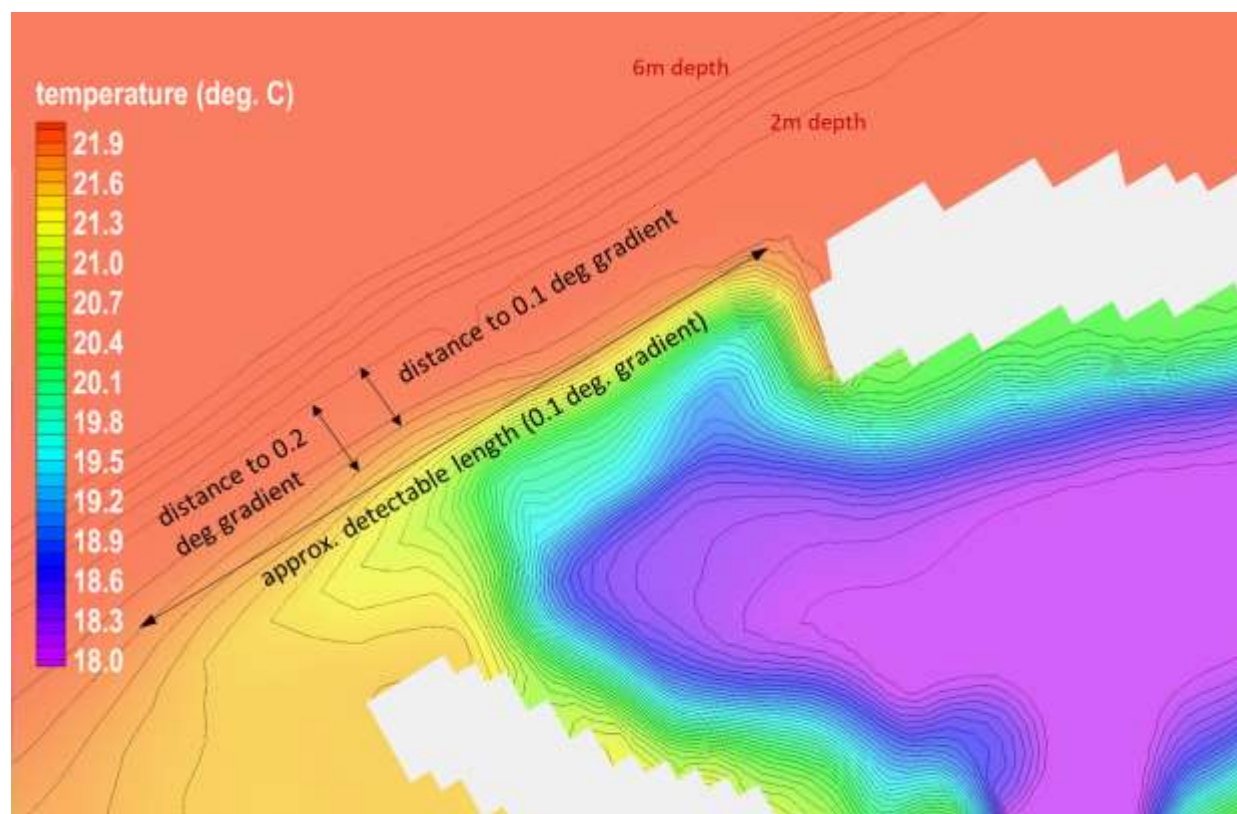 6m depth
temperature (deg. C)
2m depth
21.9
21.6
21.3
21.0
20.7
20.4
20.1
19.8
19.5
19.2
18.9
18.6
18.3
18.0
distance to 0.1 deg gradient
distance to 0.2
deg gradient
approx. detectable length (0.1 deg. gradient)